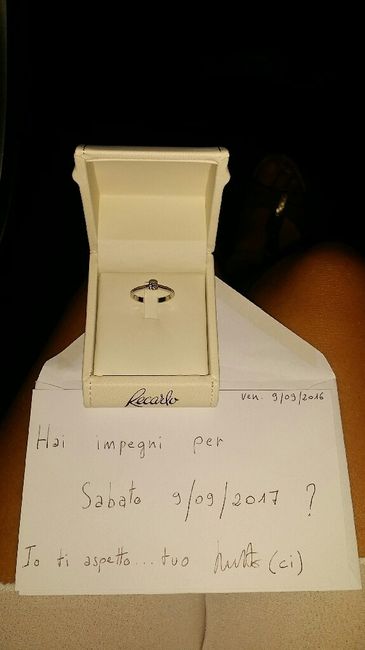 Recarlo
ven. 9/09/2016
Hai impegni per
Sabato 9/09/2017 ?
Io ti aspetto... tuo (ci)